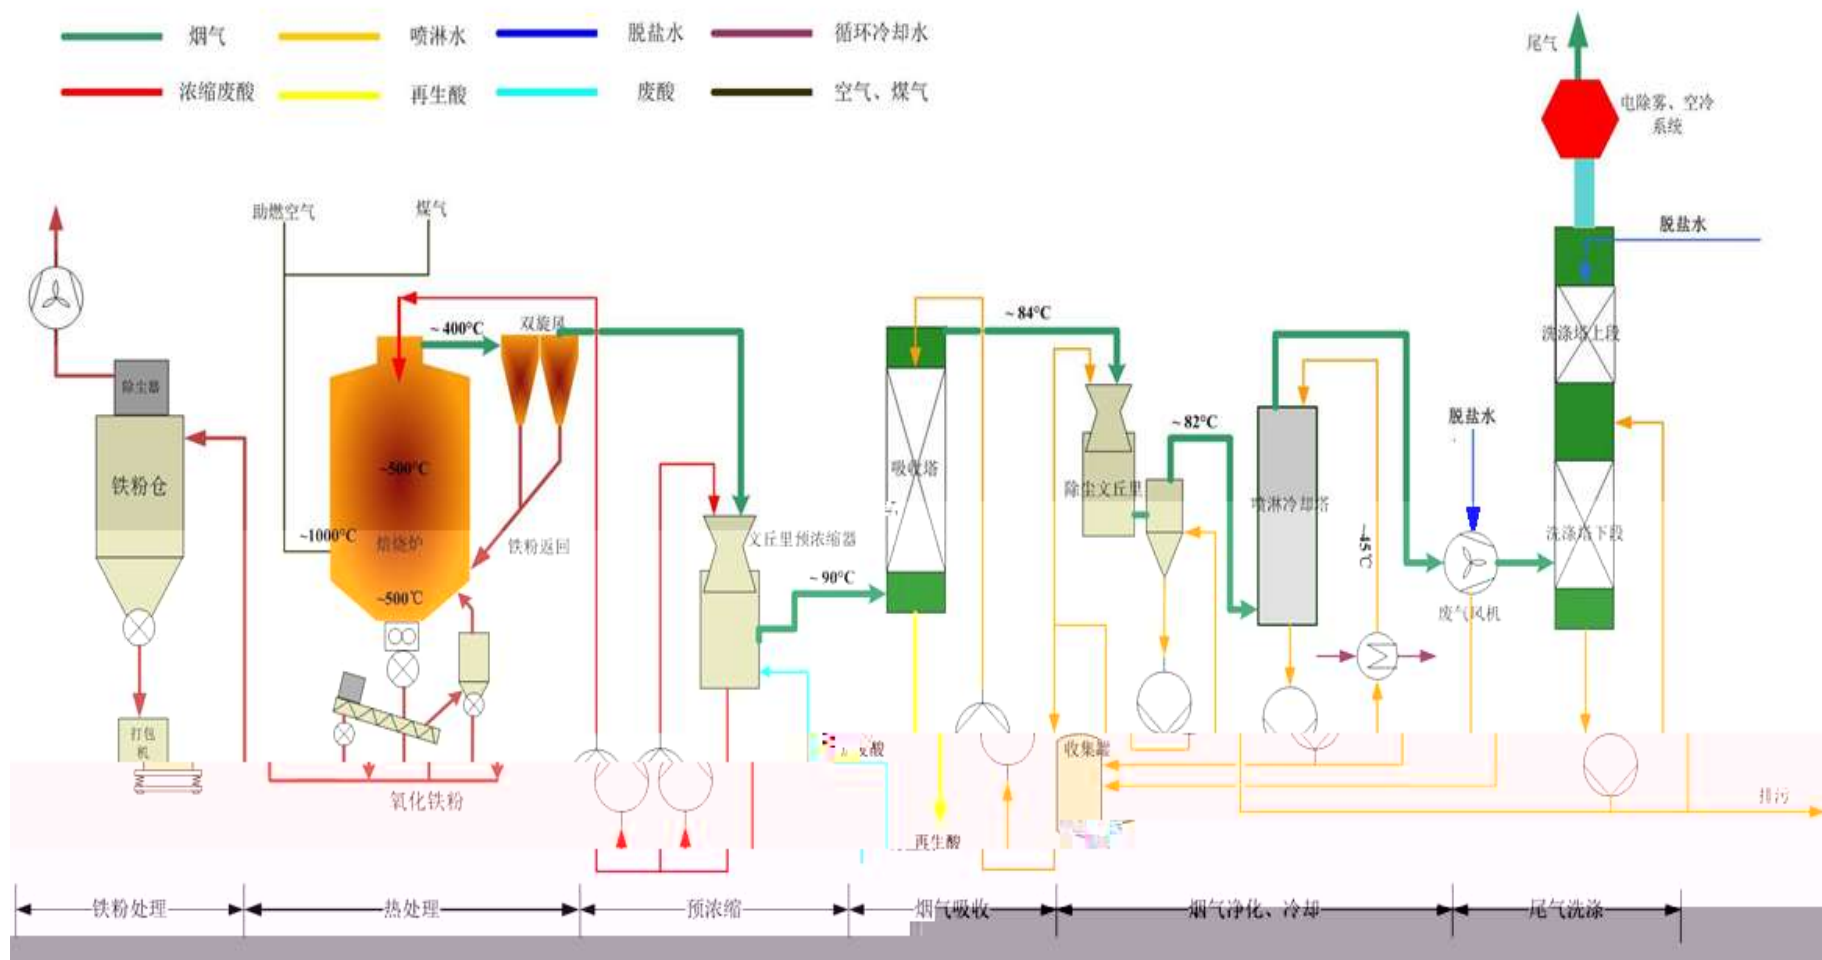 烟气
喷淋水
脱盐水
循环冷却水
浓缩废酸
再生酸
废酸
空气、煤气
尾气
电除雾、空冷
系统
助燃空气
煤气
脱盐水
~ 400°C
双旋风
~ 84°C
洗涤塔上段
除尘器
~ 82°C
脱盐水
~500°C
吸收塔
铁粉仓
除尘文丘里
喷淋冷却塔
~1000°C
焙烧炉
铁粉返回
文丘里预浓缩器
~45℃
洗涤塔下段
~ 90°C
~500℃
废气风机
打包
机
废酸
收集罐
氧化铁粉
排污
再生酸
铁粉处理
热处理
预浓缩
烟气吸收
烟气净化、冷却
尾气洗涤